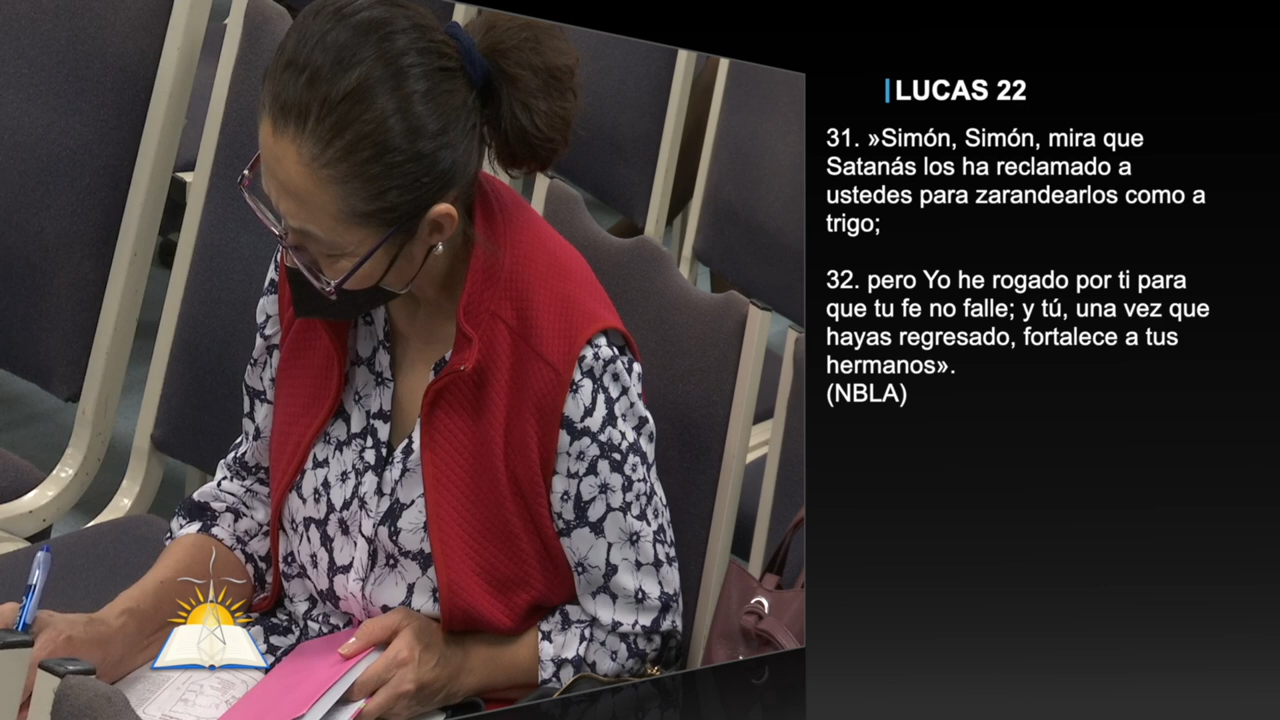 LUCAS 22
31. »Simón, Simón, mira que
Satanás los ha reclamado a
ustedes para zarandearlos como a
trigo;
32. pero Yo he rogado por ti para
que tu fe no falle; y tú, una vez que
hayas regresado, fortalece a tus
hermanos».
(NBLA)